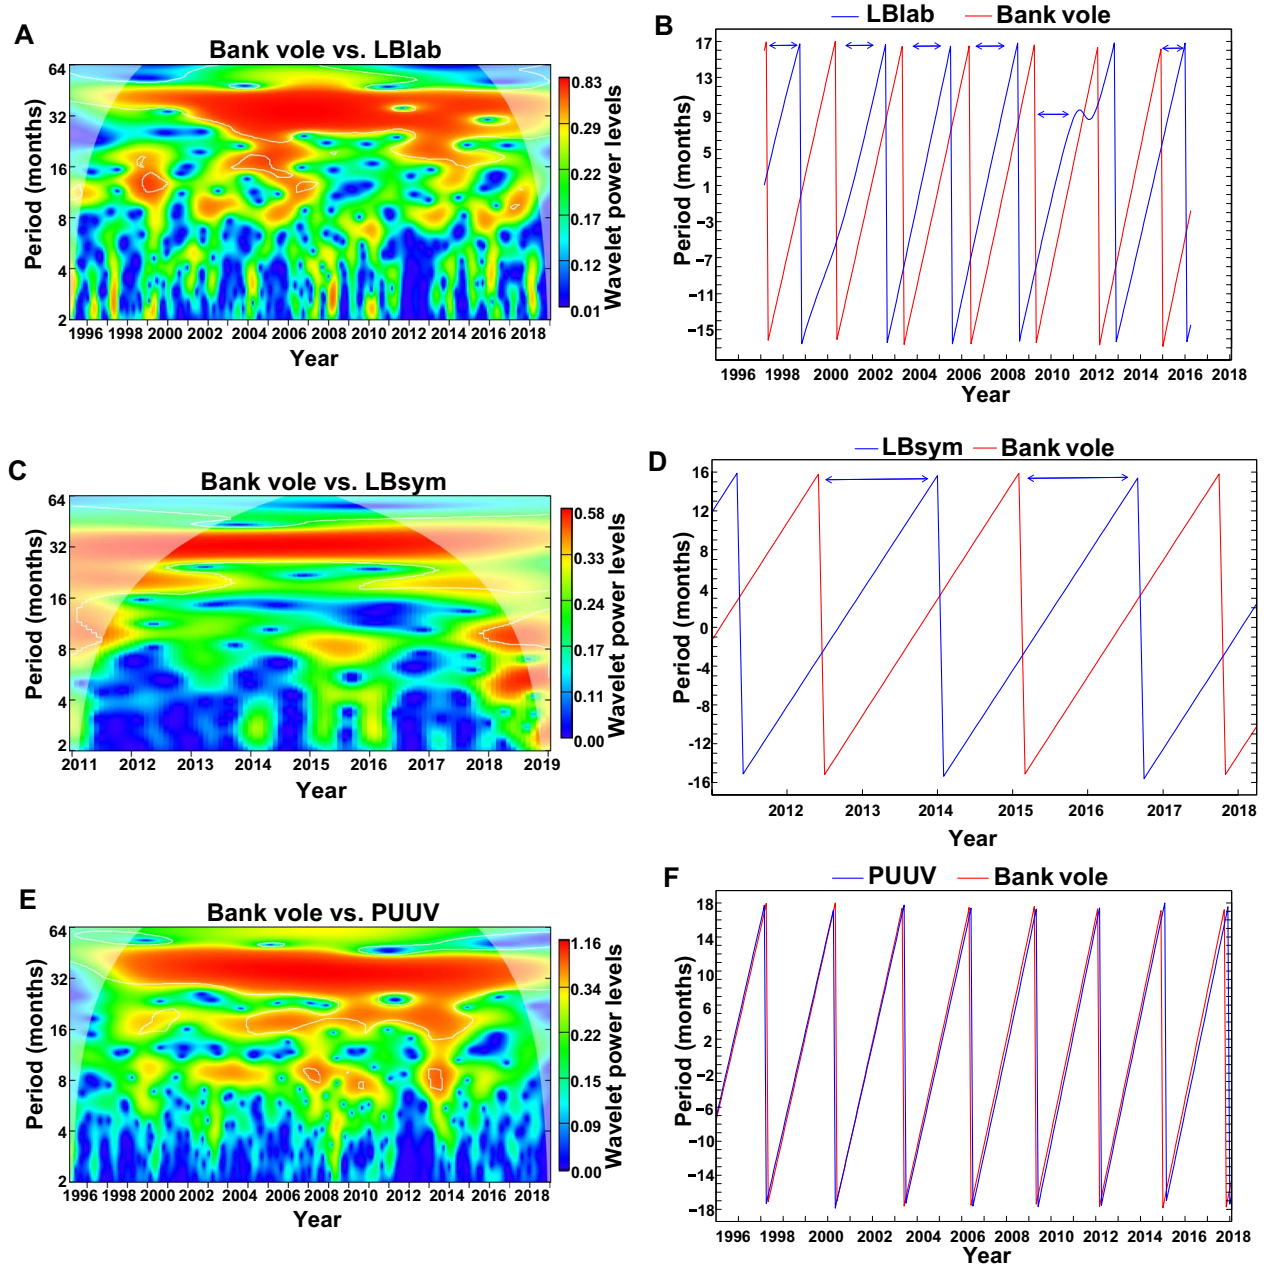 A
Bank vole vs. LBlab
64
32
16
8
4
2
Period (months)
1996 1998 2000 2002 2004 2006 2008 2010 2012 2014 2016 2018
Year
0.83
0.29
0.22
0.17
0.12
0.01
Wavelet power levels
B
LBlab Bank vole
17
13
9
5
1
−3
−7
−11
−15
Period (months)
1996 1998 2000 2002 2004 2006 2008 2010 2012 2014 2016 2018
Year
C
Bank vole vs. LBsym
64
32
16
8
4
2
Period (months)
2011 2012 2013 2014 2015 2016 2017 2018 2019
Year
0.58
0.33
0.24
0.17
0.11
0.00
Wavelet power levels
D
LBsym Bank vole
16
12
8
4
0
-4
-8
-12
-16
Period (months)
2012 2013 2014 2015 2016 2017 2018
Year
E
Bank vole vs. PUUV
64
32
16
8
4
2
Period (months)
1996 1998 2000 2002 2004 2006 2008 2010 2012 2014 2016 2018
Year
1.16
0.34
0.22
0.15
0.09
0.00
Wavelet power levels
F
PUUV Bank vole
18
14
10
6
2
−2
−6
−10
−14
−18
Period (months)
1996 1998 2000 2002 2004 2006 2008 2010 2012 2014 2016 2018
Year